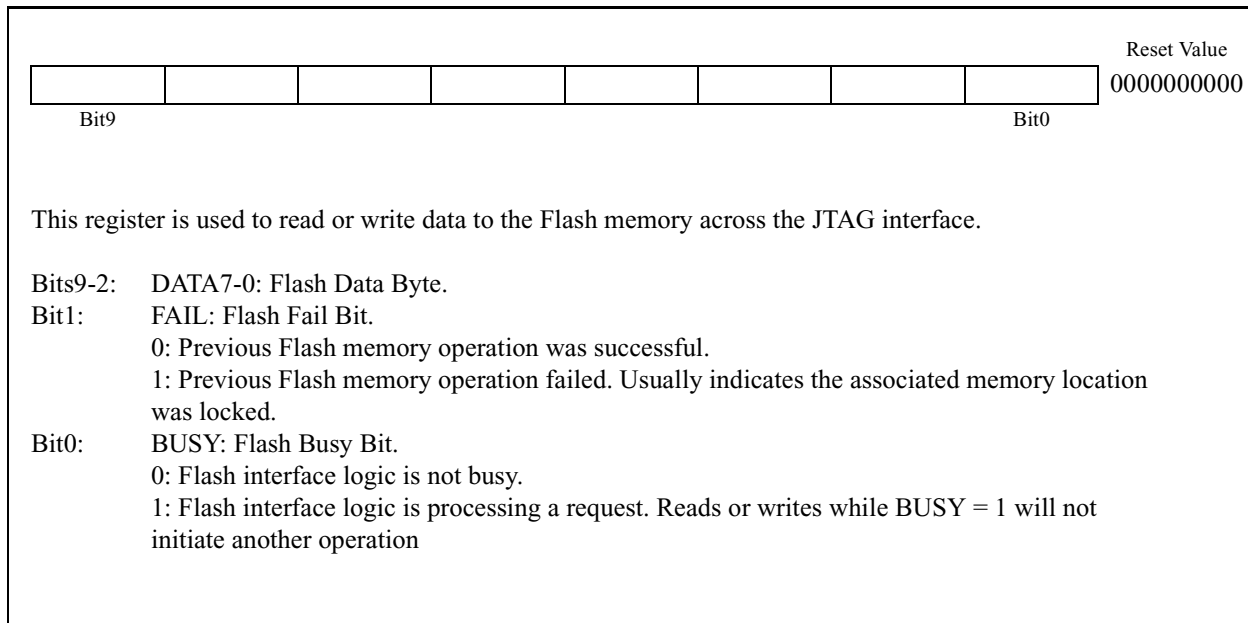 Reset Value
0000000000
Bit9 Bit0
This register is used to read or write data to the Flash memory across the JTAG interface.
Bits9-2: DATA7-0: Flash Data Byte.
Bit1: FAIL: Flash Fail Bit.
0: Previous Flash memory operation was successful.
1: Previous Flash memory operation failed. Usually indicates the associated memory location
was locked.
Bit0: BUSY: Flash Busy Bit.
0: Flash interface logic is not busy.
1: Flash interface logic is processing a request. Reads or writes while BUSY = 1 will not
initiate another operation